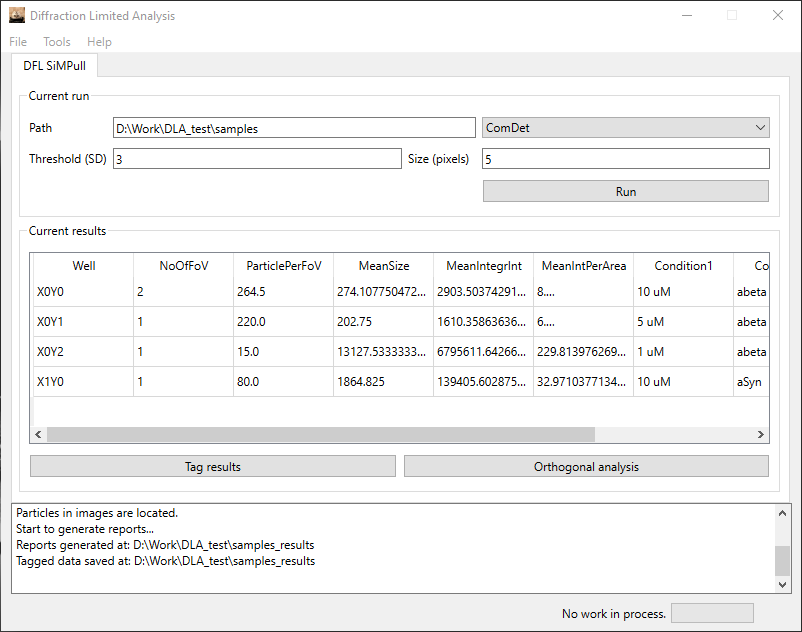 Diffraction Limited Analysis
File Tools Help
DFL SiMPull
Current run
Path D:\Work\DLA_test\samples ComDet
Threshold (SD) 3 Size (pixels) 5
Run
Current results
Well NoOfFoV ParticlePerFoV MeanSize MeanIntegrInt MeanIntPerArea Condition1 Co
X0Y0 2 264.5 274.107750472... 2903.50374291... 8.... 10 uM abeta
X0Y1 1 220.0 202.75 1610.35863636... 6.... 5 uM abeta
X0Y2 1 15.0 13127.5333333... 6795611.64266... 229.813976269... 1 uM abeta
X1Y0 1 80.0 1864.825 139405.602875... 32.9710377134... 10 uM aSyn
Tag results Orthogonal analysis
Particles in images are located.
Start to generate reports...
Reports generated at: D:\Work\DLA_test\samples_results
Tagged data saved at: D:\Work\DLA_test\samples_results
No work in process.